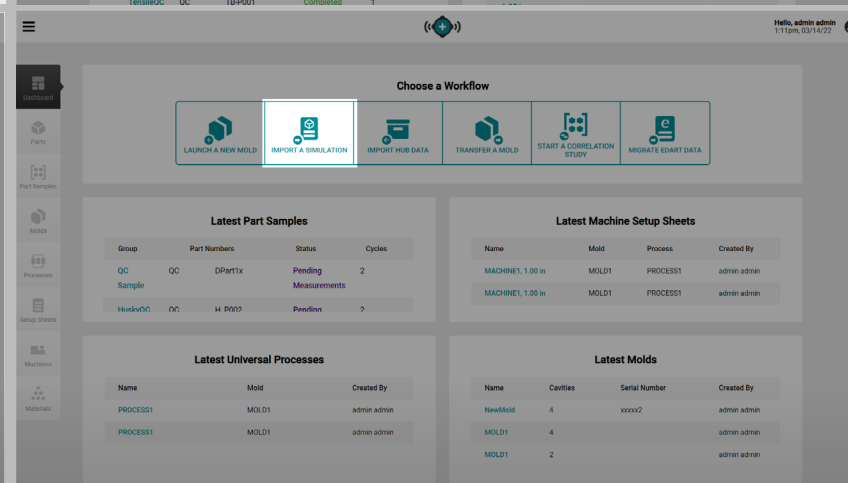 TensileQC QC TB-P001 Completed 1
Hello, admin admin
1:11pm, 03/14/22
Choose a Workflow
LAUNCH A NEW MOLD IMPORT A SIMULATION IMPORT HUB DATA TRANSFER A MOLD START A CORRELATION STUDY MIGRATE EDART DATA
Dashboard
Parts
Part Samples
Molds
Processes
Setup Sheets
Machines
Materials
Latest Part Samples
Group Part Numbers Status Cycles
QC Sample QC DPart1x Pending Measurements 2
HuskyQC QC H_P002 Pending 2
Latest Machine Setup Sheets
Name Mold Process Created By
MACHINE1, 1.00 in MOLD1 PROCESS1 admin admin
MACHINE1, 1.00 in MOLD1 PROCESS1 admin admin
Latest Universal Processes
Name Mold Created By
PROCESS1 MOLD1 admin admin
PROCESS1 MOLD1 admin admin
Latest Molds
Name Cavities Serial Number Created By
NewMold 4 xxxxx2 admin admin
MOLD1 4 admin admin
MOLD1 2 admin admin